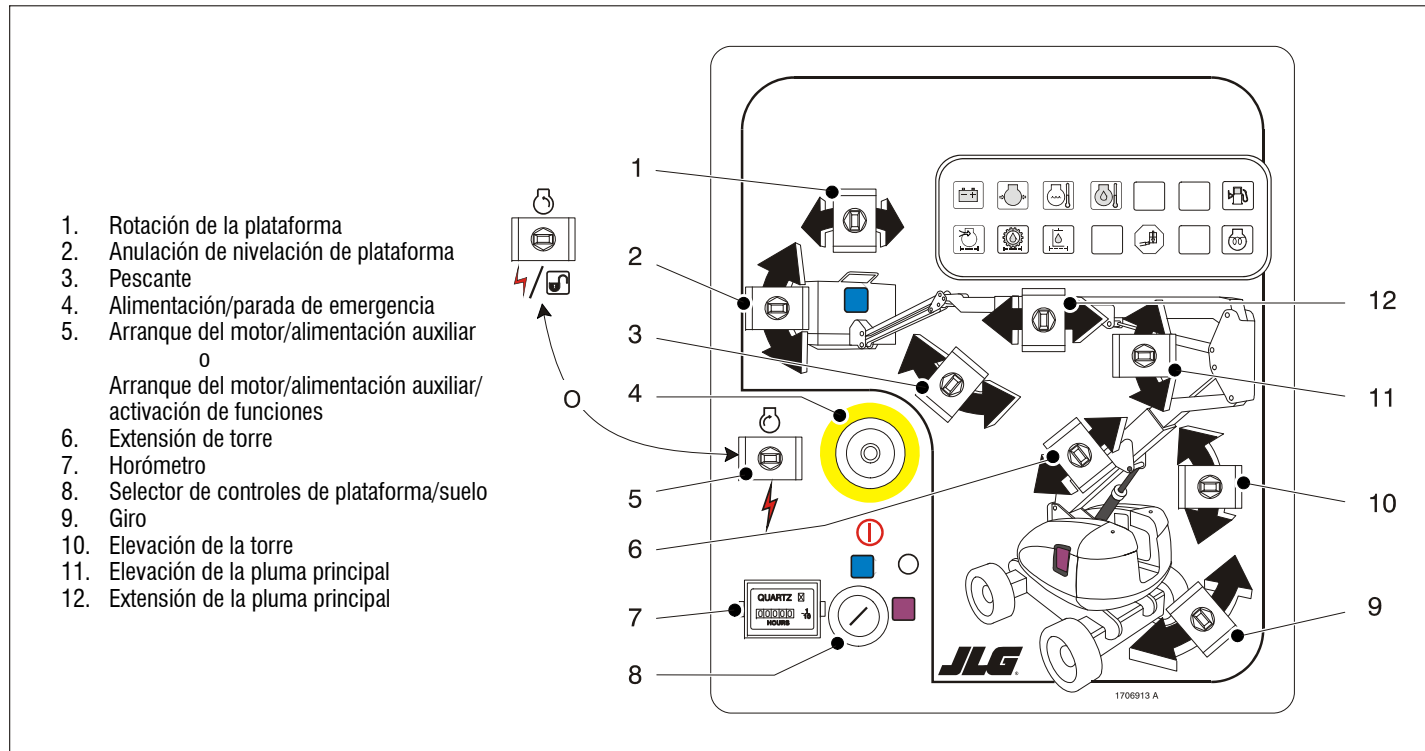 1. Rotación de la plataforma
2. Anulación de nivelación de plataforma
3. Pescante
4. Alimentación/parada de emergencia
5. Arranque del motor/alimentación auxiliar
o
Arranque del motor/alimentación auxiliar/
activación de funciones
6. Extensión de torre
7. Horómetro
8. Selector de controles de plataforma/suelo
9. Giro
10. Elevación de la torre
11. Elevación de la pluma principal
12. Extensión de la pluma principal
O
1
2
3
4
5
6
7
8
12
11
10
9
QUARTZ
00000 1/10
HOURS
JLG
1706913 A